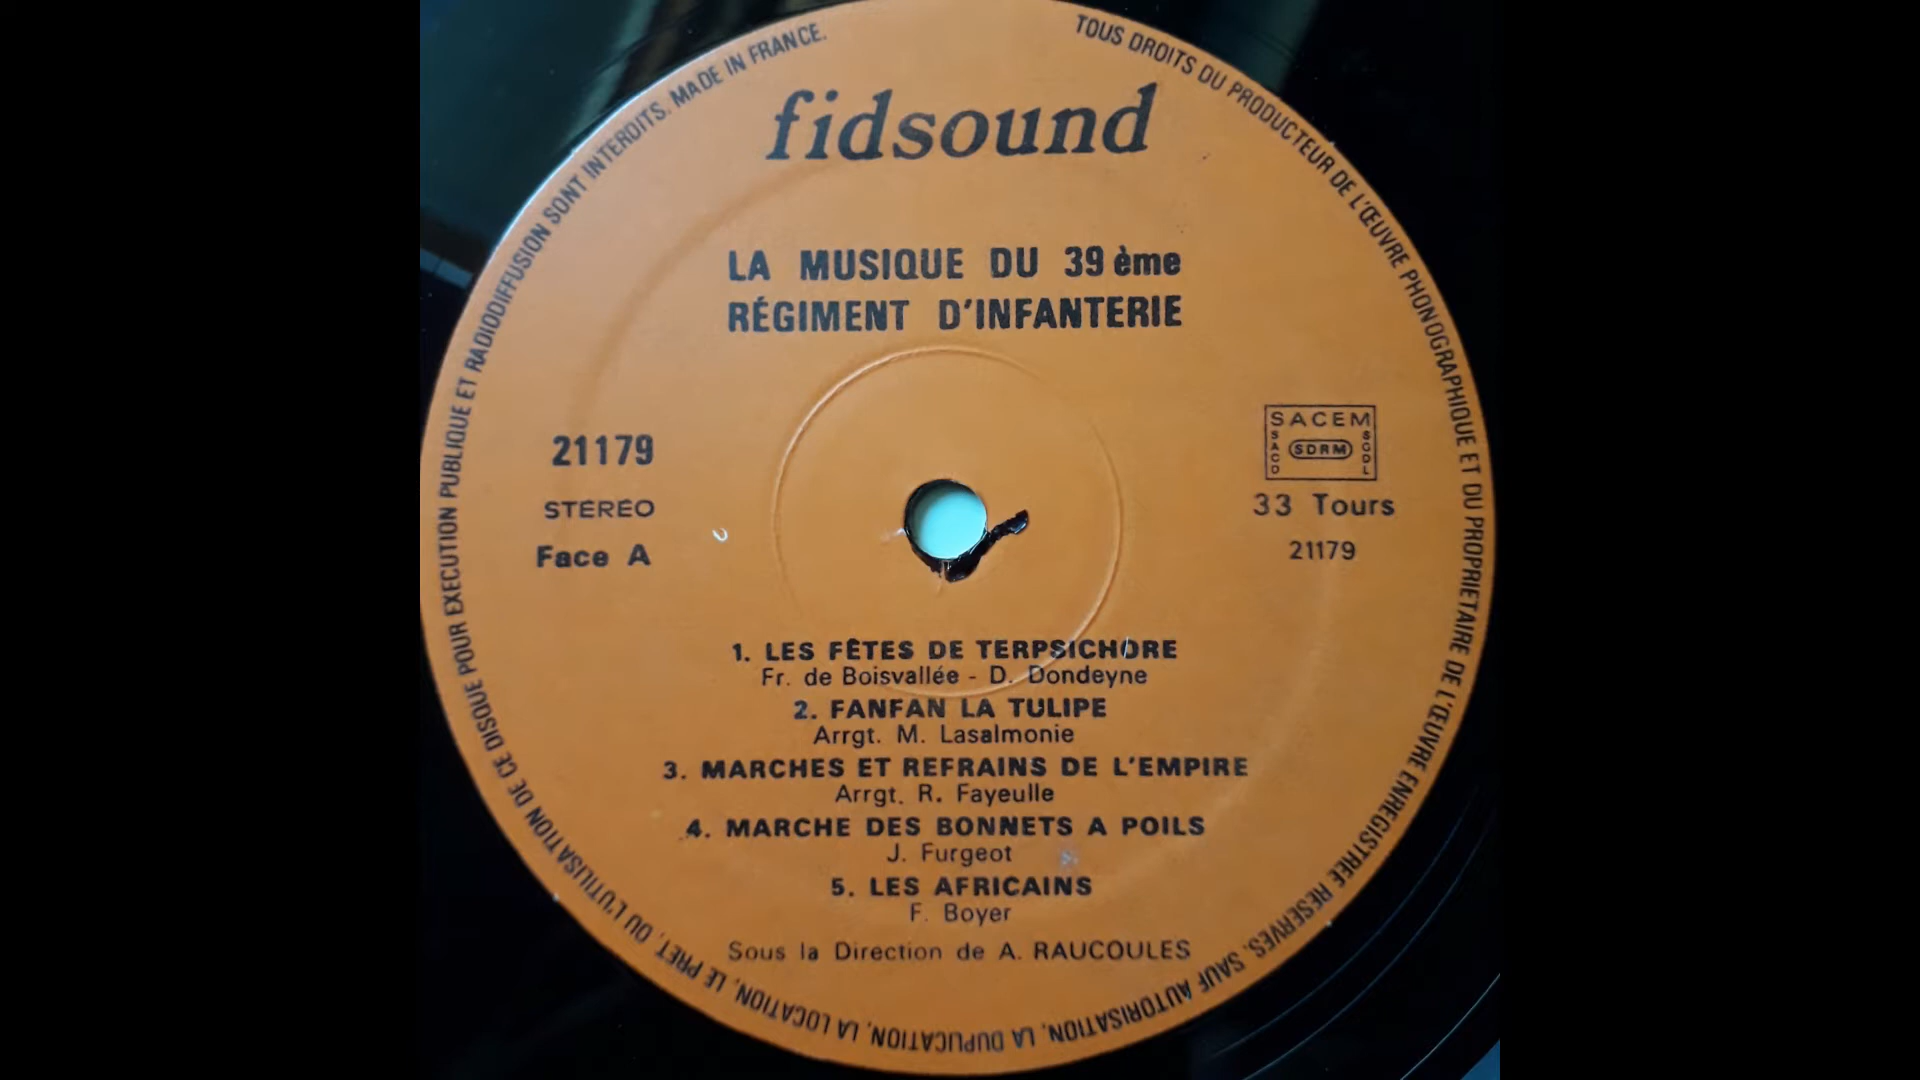 TOUS DROITS DU PRODUCTEUR DE L'ŒUVRE PHONOGRAPHIQUE ET DU PROPRIETAIRE DE L'ŒUVRE ENREGISTREE RESERVES. SAUF AUTORISATION, LA DUPLICATION, LA LOCATION, LE PRET, OU L'UTILISATION DE CE DISQUE POUR EXECUTION PUBLIQUE ET RADIODIFFUSION SONT INTERDITS. MADE IN FRANCE.
fidsound
LA MUSIQUE DU 39 ème
RÉGIMENT D'INFANTERIE
21179
STÉRÉO
Face A
SACEM
SACD
SDRM
SGDL
33 Tours
21179
1. LES FÊTES DE TERPSICHORE
Fr. de Boisvallée - D. Dondeyne
2. FANFAN LA TULIPE
Arrgt. M. Lasalmonie
3. MARCHES ET REFRAINS DE L'EMPIRE
Arrgt. R. Fayeulle
4. MARCHE DES BONNETS A POILS
J. Furgeot
5. LES AFRICAINS
F. Boyer
Sous la Direction de A. RAUCOULES